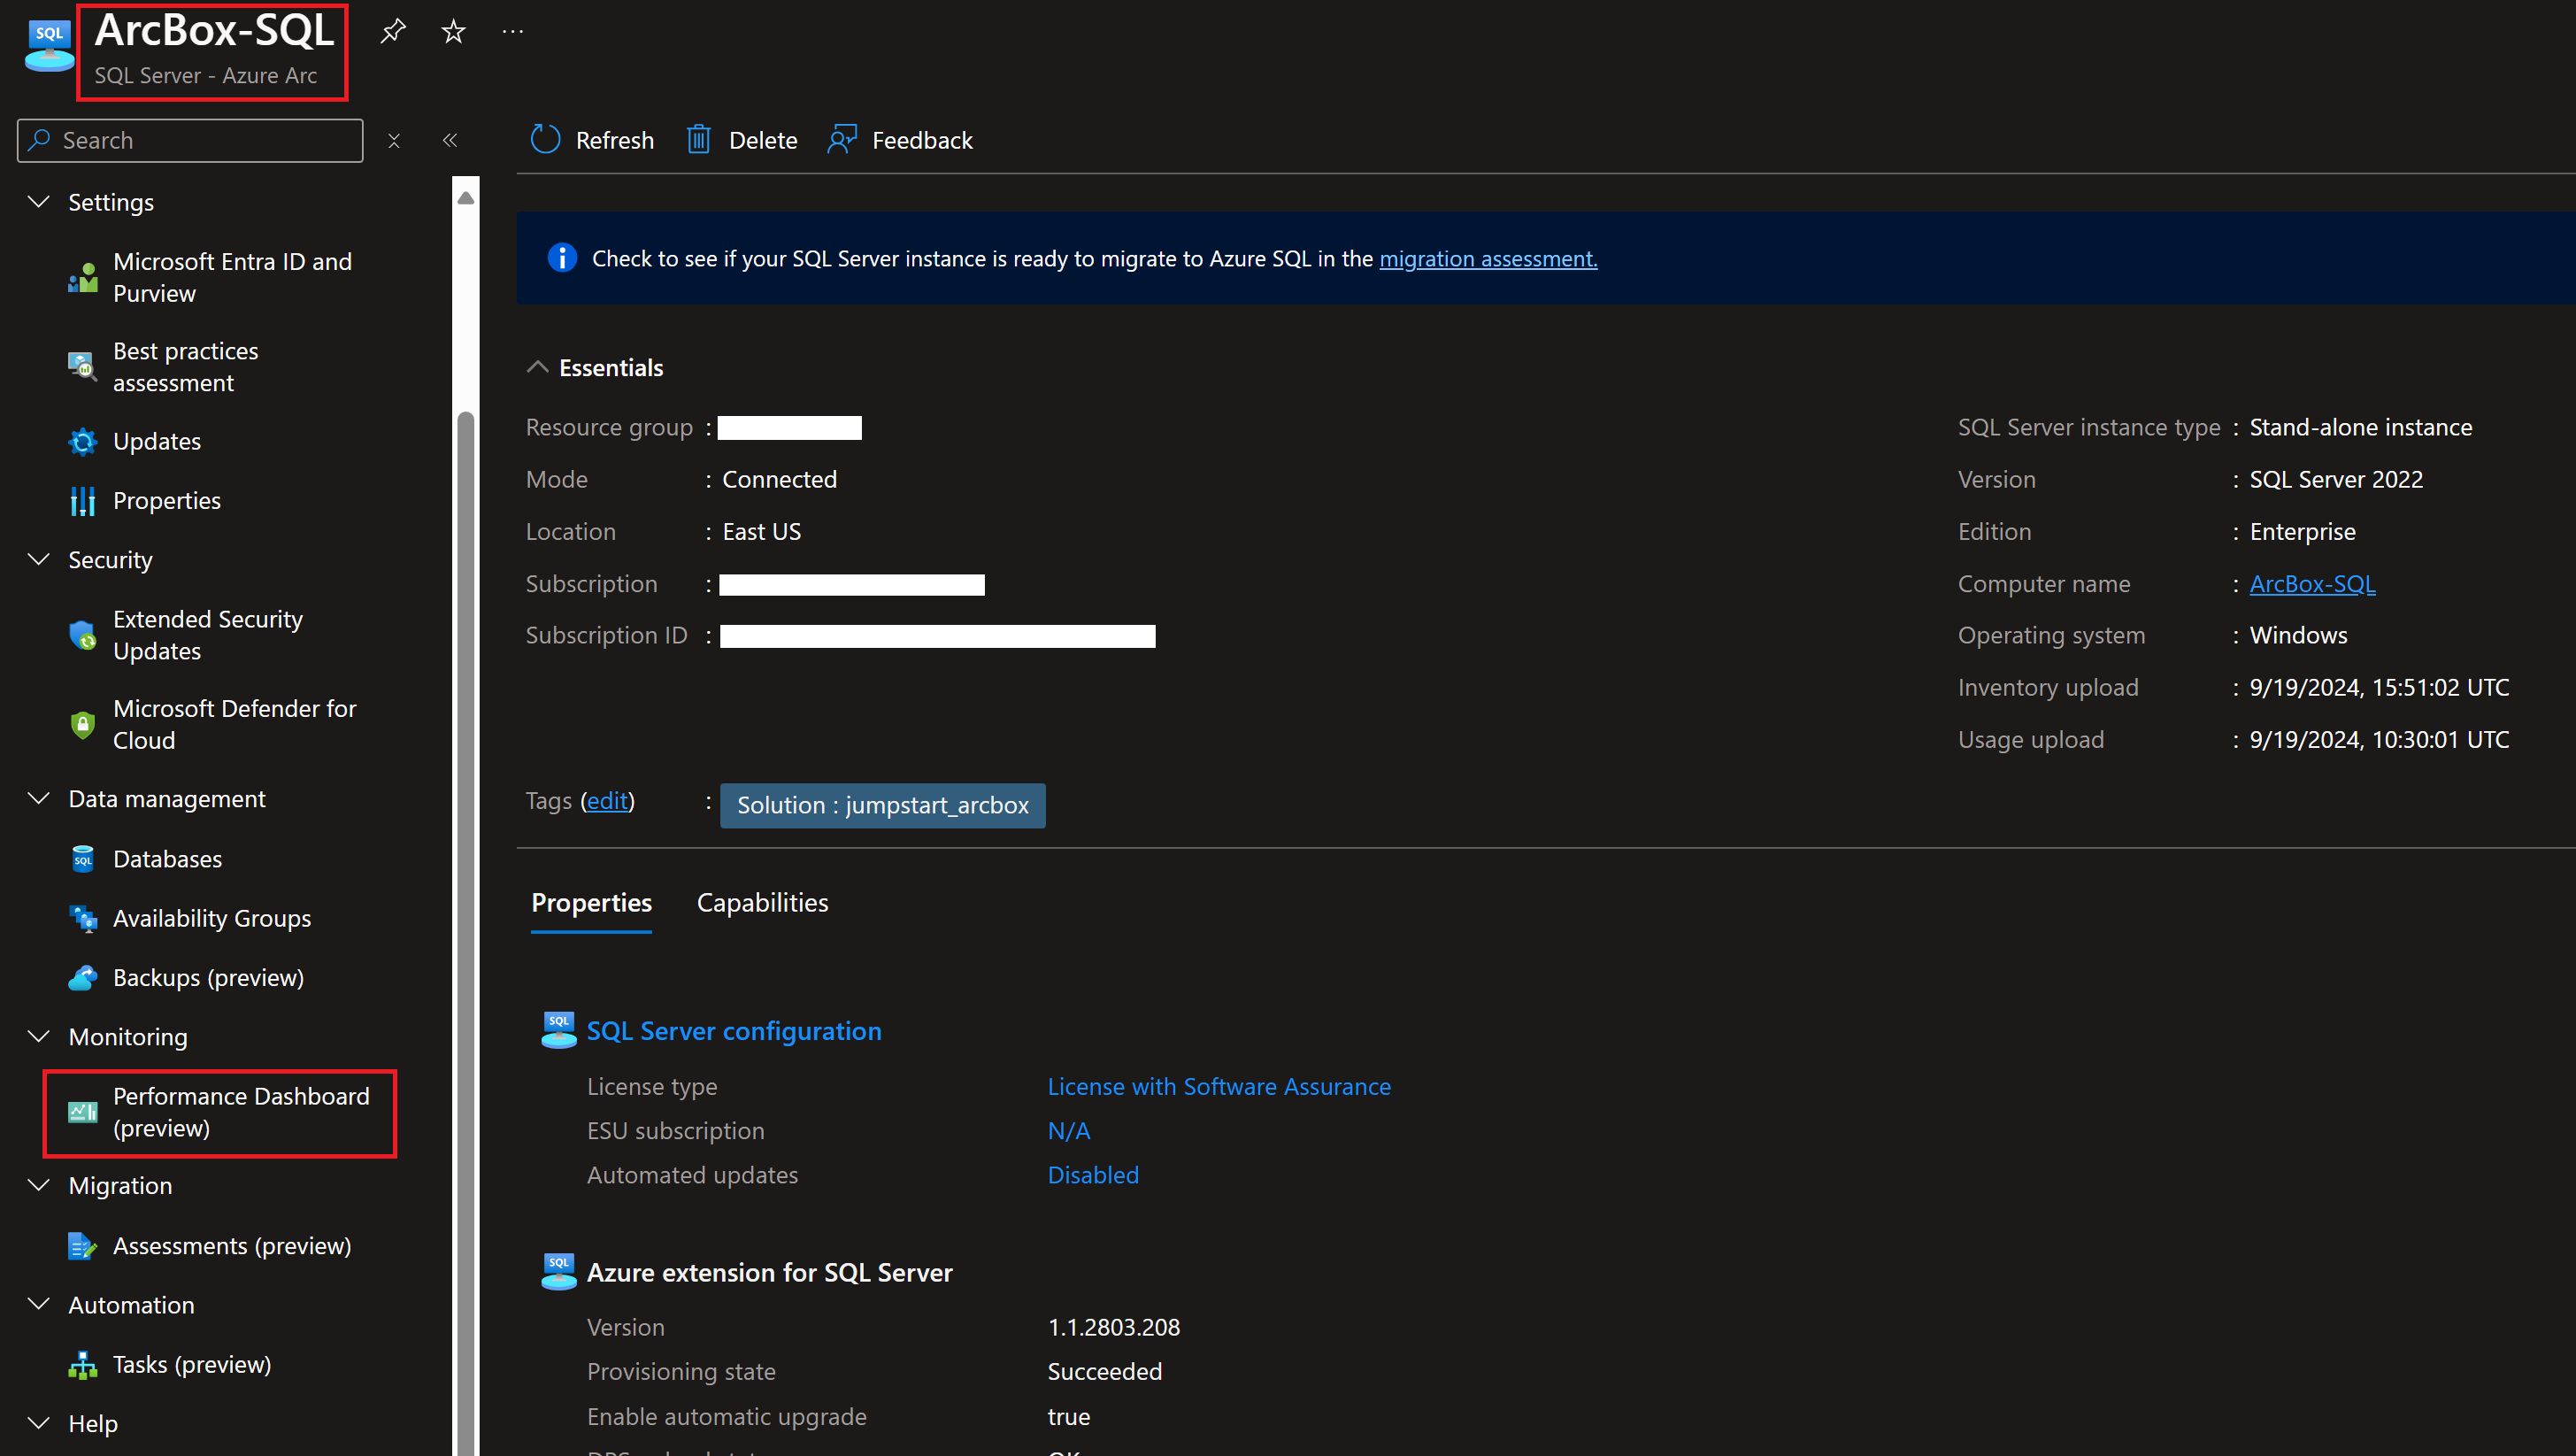 SQL
ArcBox-SQL
SQL Server - Azure Arc
Search
Refresh
Delete
Feedback
Settings
Microsoft Entra ID and
Purview
Best practices
assessment
Updates
Properties
Security
Extended Security
Updates
Microsoft Defender for
Cloud
Data management
SQL
Databases
Availability Groups
Backups (preview)
Monitoring
Performance Dashboard
(preview)
Migration
Assessments (preview)
Automation
Tasks (preview)
Help
Check to see if your SQL Server instance is ready to migrate to Azure SQL in the migration assessment.
Essentials
Resource group :
Mode : Connected
Location : East US
Subscription :
Subscription ID :
SQL Server instance type : Stand-alone instance
Version : SQL Server 2022
Edition : Enterprise
Computer name : ArcBox-SQL
Operating system : Windows
Inventory upload : 9/19/2024, 15:51:02 UTC
Usage upload : 9/19/2024, 10:30:01 UTC
Tags (edit) : Solution : jumpstart_arcbox
Properties
Capabilities
SQL
SQL Server configuration
License type License with Software Assurance
ESU subscription N/A
Automated updates Disabled
SQL
Azure extension for SQL Server
Version 1.1.2803.208
Provisioning state Succeeded
Enable automatic upgrade true